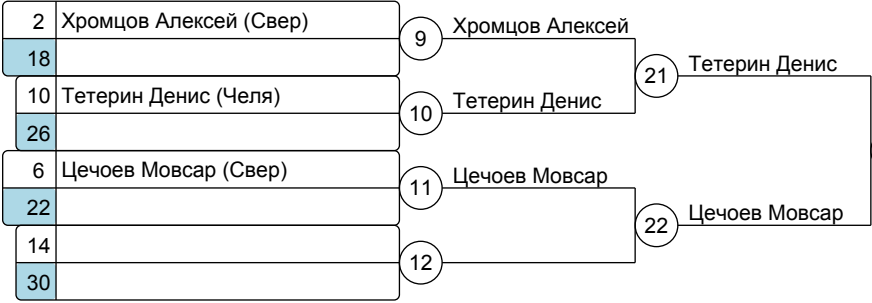 2 Хромцов Алексей (Свер)
18
9 Хромцов Алексей
10 Тетерин Денис (Челя)
26
10 Тетерин Денис
21 Тетерин Денис
6 Цечоев Мовсар (Свер)
22
11 Цечоев Мовсар
14
30
12
22 Цечоев Мовсар